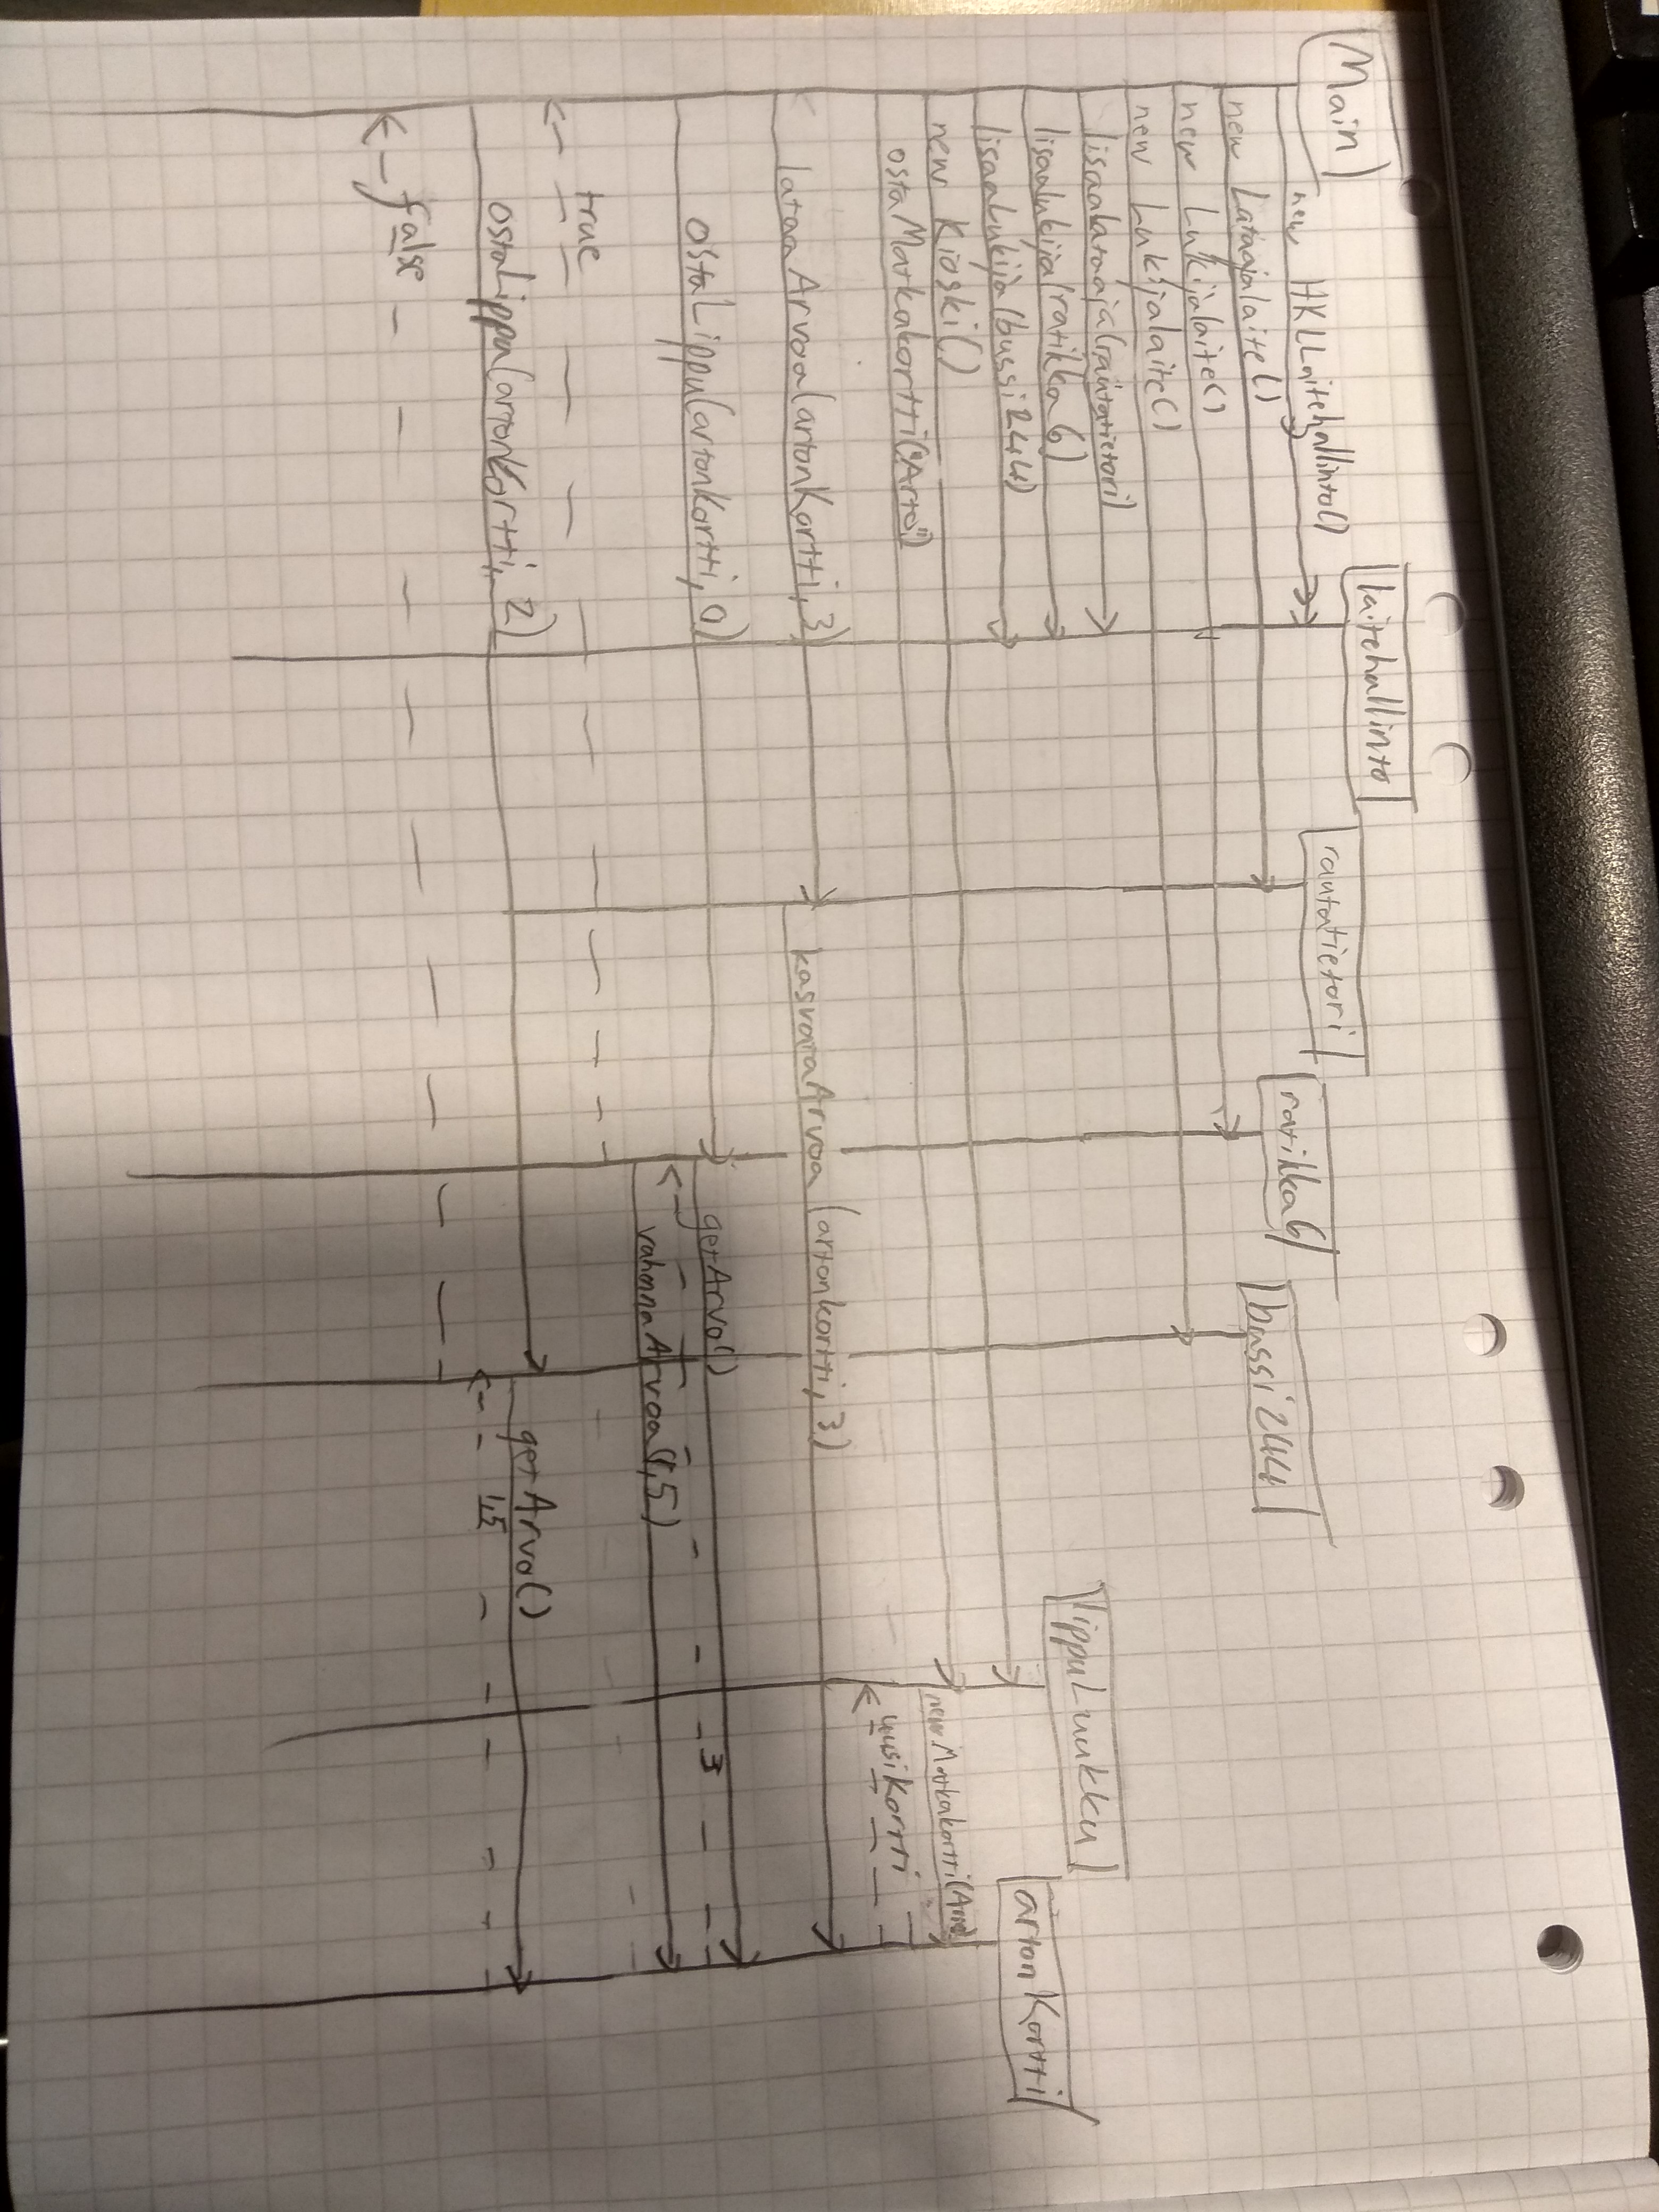 Main
laitehallinto
rautatietori
ratikka6
bussi244
lippuLuukku
artonKortti
new HKLLaitehallinto()
new Lataajalaite()
new Lukijalaite()
new Lukijalaite()
lisaaLataaja(rautatietori)
lisaaLukija(ratikka6)
lisaaLukija(bussi244)
new Kioski()
ostaMatkakortti("Arto")
new Matkakortti(Arto)
uusiKortti
lataaArvoa(artonKortti, 3)
kasvataArvoa (artonkortti, 3)
ostaLippu(artonkortti, 0)
getArvo()
3
vahennaArvoa(1,5)
true
ostaLippu(artonKortti, 2)
getArvo()
1,5
false